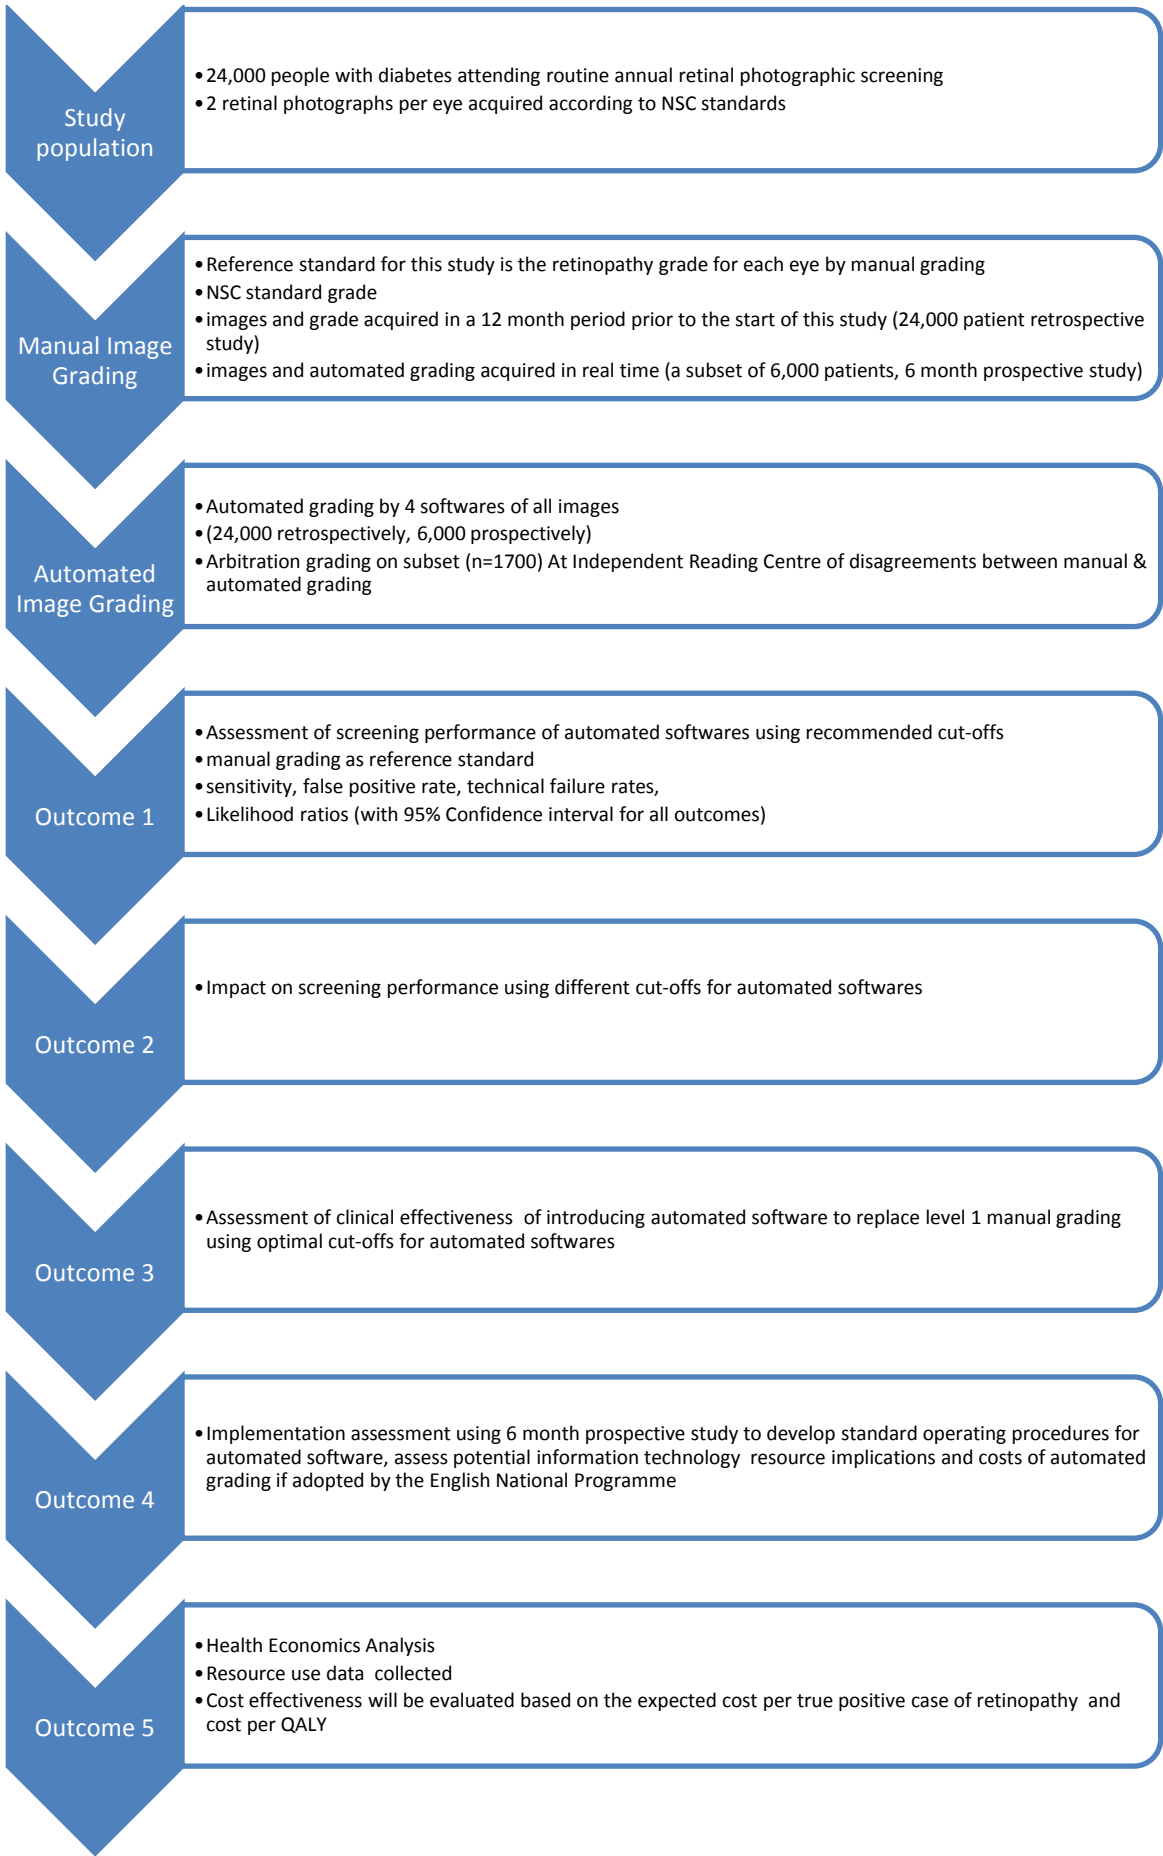 Study
population
•24,000 people with diabetes attending routine annual retinal photographic screening
•2 retinal photographs per eye acquired according to NSC standards
Manual Image
Grading
•Reference standard for this study is the retinopathy grade for each eye by manual grading
•NSC standard grade
•images and grade acquired in a 12 month period prior to the start of this study (24,000 patient retrospective
study)
•images and automated grading acquired in real time (a subset of 6,000 patients, 6 month prospective study)
Automated
Image Grading
•Automated grading by 4 softwares of all images
•(24,000 retrospectively, 6,000 prospectively)
•Arbitration grading on subset (n=1700) At Independent Reading Centre of disagreements between manual &
automated grading
Outcome 1
•Assessment of screening performance of automated softwares using recommended cut-offs
•manual grading as reference standard
•sensitivity, false positive rate, technical failure rates,
•Likelihood ratios (with 95% Confidence interval for all outcomes)
Outcome 2
•Impact on screening performance using different cut-offs for automated softwares
Outcome 3
•Assessment of clinical effectiveness of introducing automated software to replace level 1 manual grading
using optimal cut-offs for automated softwares
Outcome 4
•Implementation assessment using 6 month prospective study to develop standard operating procedures for
automated software, assess potential information technology resource implications and costs of automated
grading if adopted by the English National Programme
Outcome 5
•Health Economics Analysis
•Resource use data collected
•Cost effectiveness will be evaluated based on the expected cost per true positive case of retinopathy and
cost per QALY